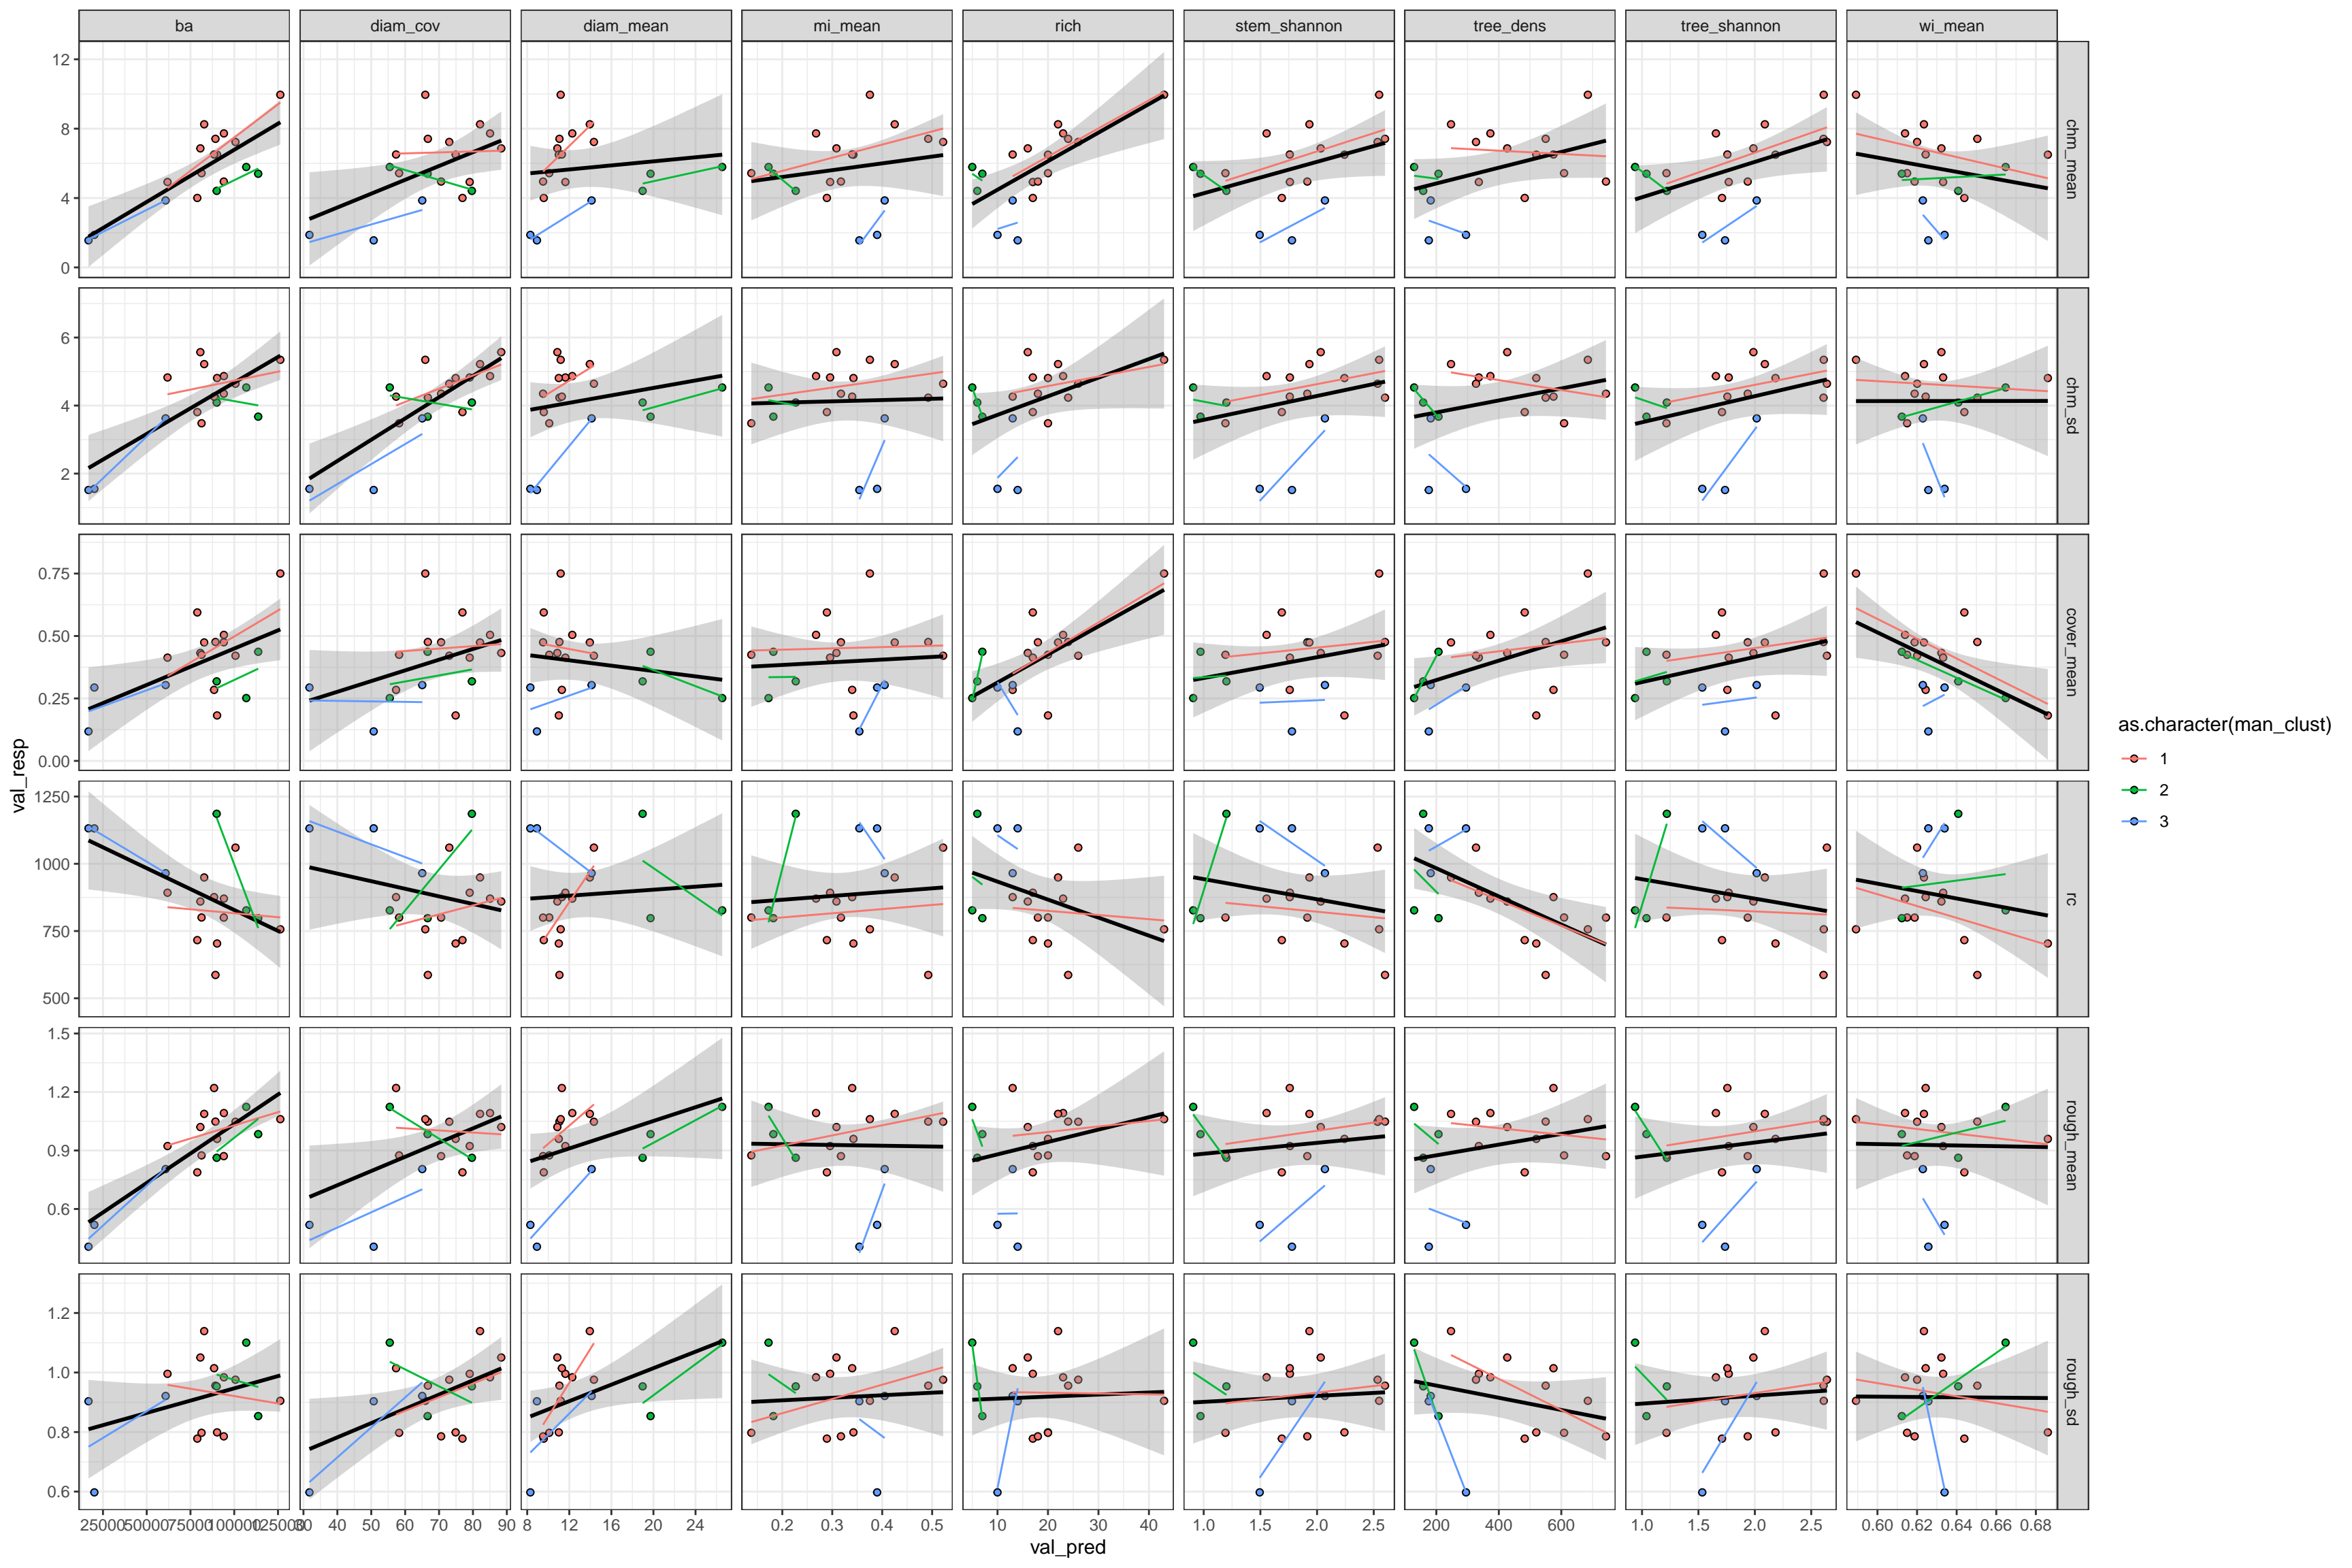 ba diam_cov diam_mean mi_mean rich stem_shannon tree_dens tree_shannon wi_mean
12
8
4
0
chm_mean
6
4
2
chm_sd
0.75
0.50
0.25
0.00
cover_mean
1250
1000
750
500
rc
1.5
1.2
0.9
0.6
rough_mean
1.2
1.0
0.8
0.6
rough_sd
25000 50000 75000 100000 125000 30 40 50 60 70 80 90 8 12 16 20 24 0.2 0.3 0.4 0.5 10 20 30 40 1.0 1.5 2.0 2.5 200 400 600 1.0 1.5 2.0 2.5 0.60 0.62 0.64 0.66 0.68
val_pred
val_resp
as.character(man_clust)
1
2
3